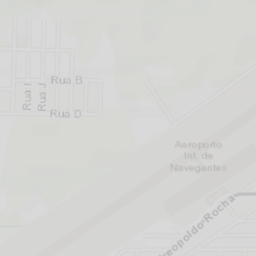 Rua B
Rua I
Rua J
Rua D
Aeroporto
Int. de
Navegantes
Leopoldo Rocha